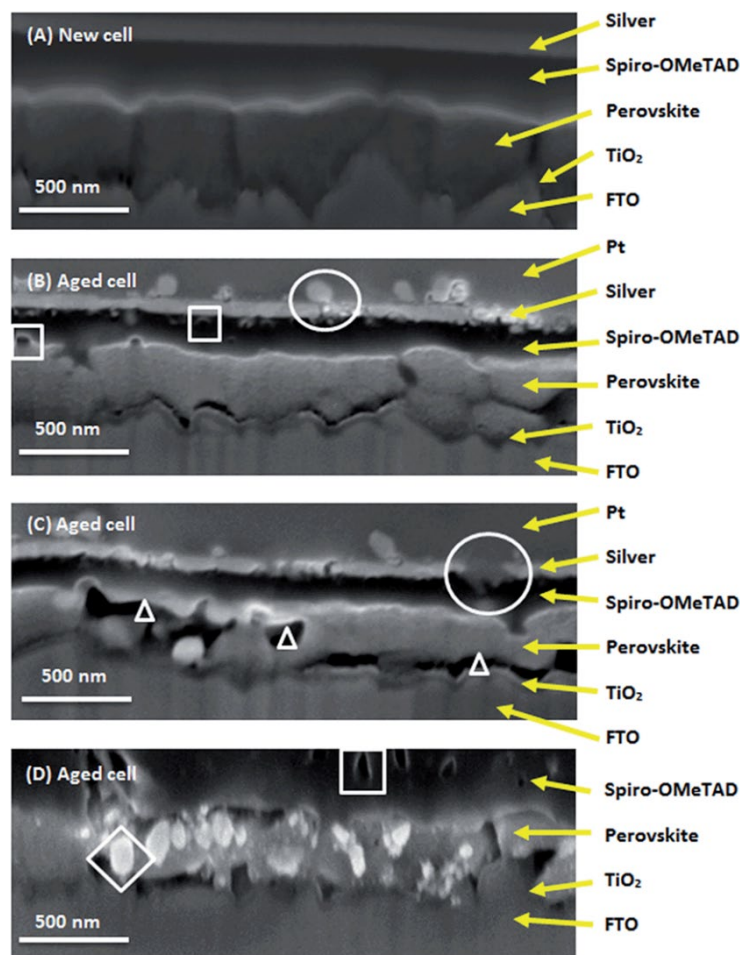 (A) New cell
Silver
Spiro-OMeTAD
Perovskite
TiO₂
FTO
500 nm
(B) Aged cell
Pt
Silver
Spiro-OMeTAD
Perovskite
TiO₂
FTO
500 nm
(C) Aged cell
Pt
Silver
Spiro-OMeTAD
Perovskite
TiO₂
FTO
500 nm
(D) Aged cell
Spiro-OMeTAD
Perovskite
TiO₂
FTO
500 nm